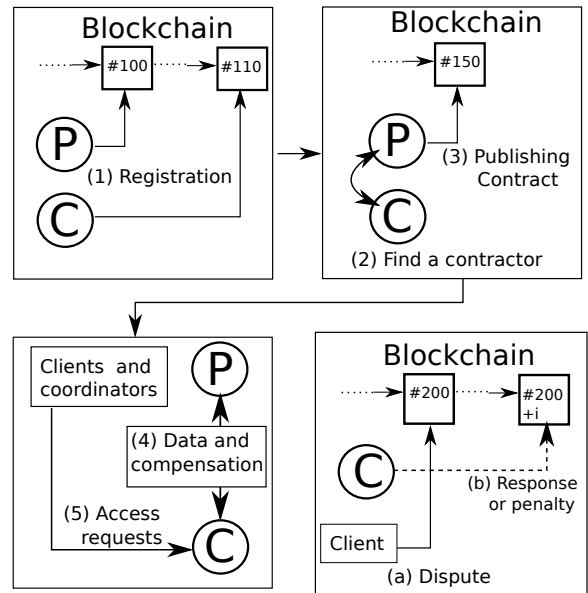 Blockchain
#100
#110
P
(1) Registration
C
Blockchain
#150
P
(3) Publishing
Contract
C
(2) Find a contractor
Clients and
coordinators
P
(4) Data and
compensation
(5) Access
requests
C
Blockchain
#200
#200
+i
C
(b) Response
or penalty
Client
(a) Dispute